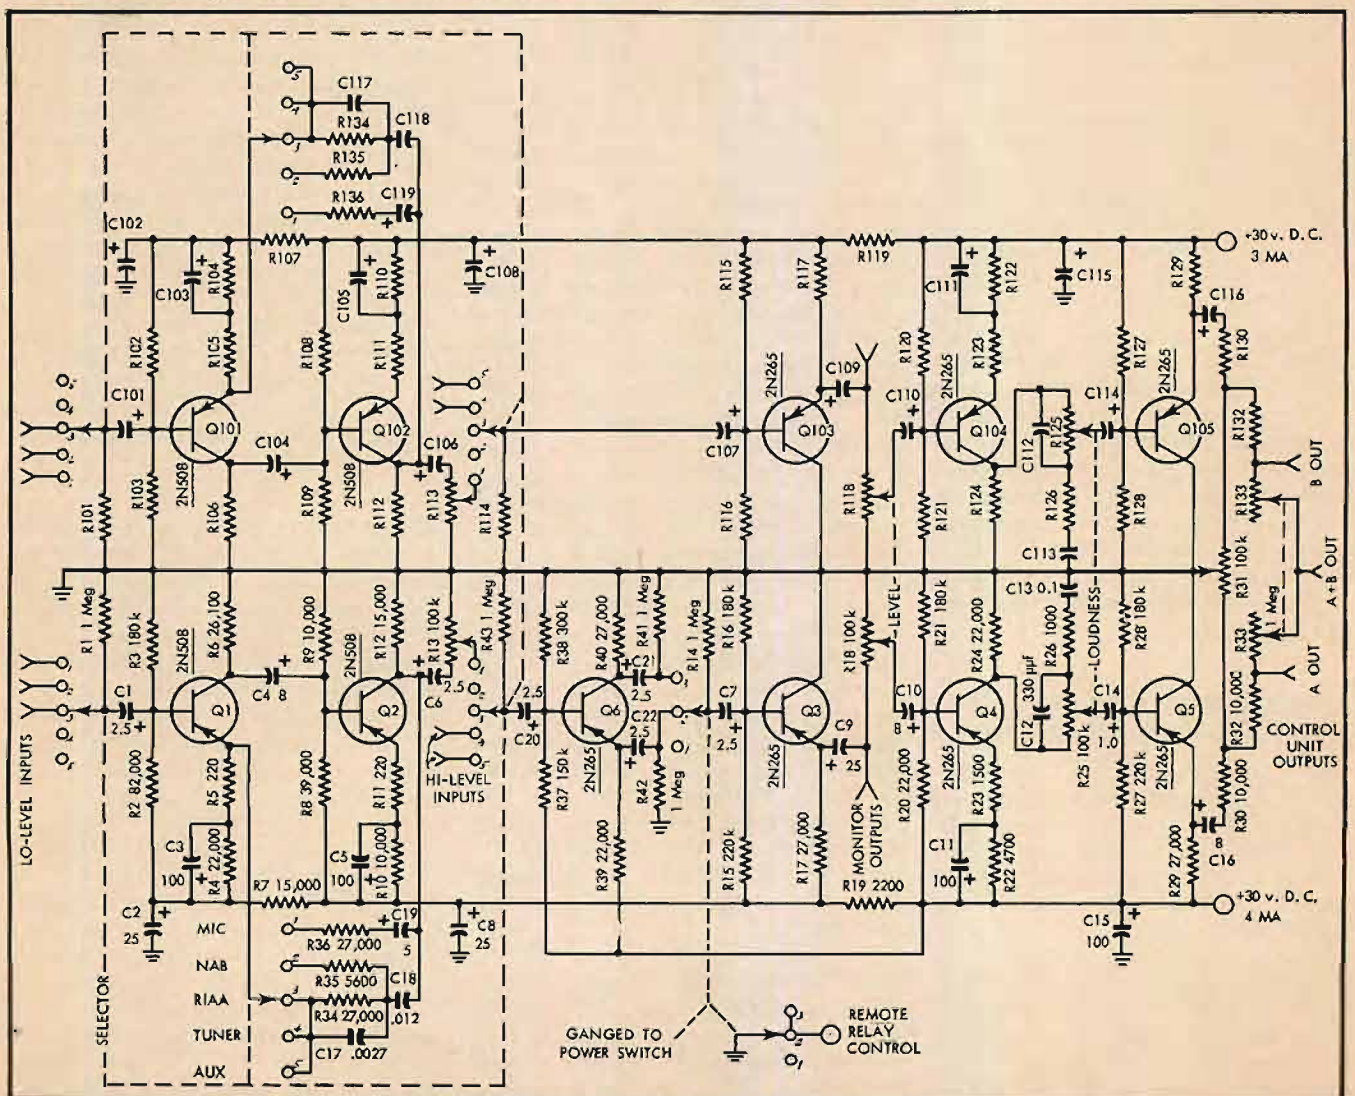 C117
C118
R134
R135
R136
C119
C102
R107
C108
C103
R104
C105
R110
R102
R105
R108
R111
C101
Q101
2N508
C104
Q102
2N508
C106
R101
R103
R106
R109
R112
R113
R114
R115
R117
R119
+30 v. D. C.
3 MA
C107
2N265
Q103
C109
R116
R118
C110
R120
C111
R122
C115
R129
C116
R123
2N265
Q104
R127
2N265
R130
R121
R124
C112
R125
C114
Q105
R132
R126
R128
B OUT
R133
C113
LEVEL
LOUDNESS
R31 100 k
A+B OUT
LO-LEVEL INPUTS
R1 1 Meg
R3 180 k
2N508
R6 26,100
R9 10,000
R12 15,000
R13 100 k
R43 1 Meg
R38 300 k
R40 27,000
R41 1 Meg
R14 1 Meg
R16 180 k
R18 100 k
R21 180 k
R24 22,000
C13 0.1
R26 1000
R28 180 k
R33 1 Meg
A OUT
C1
2.5
Q1
C4 8
Q2
C6
2.5
2.5
C20
Q6
C21
2.5
C22
2.5
C7
2.5
Q3
C9
25
C10
8
Q4
C12 330 µµF
R25 100 k
C14
1.0
Q5
R32 10,000
CONTROL
UNIT
OUTPUTS
R2 82,000
R5 220
R8 39,000
R11 220
HI-LEVEL
INPUTS
R37 150 k
2N265
R42
1 Meg
2N265
R20 22,000
2N265
R23 1500
R27 220 k
2N265
R30 10,000
C3
100
R4 22,000
R7 15,000
C5
100
R10 10,000
R39 22,000
R15 220 k
R17 27,000
MONITOR
OUTPUTS
R19 2200
C11
100
R22 4700
R29 27,000
8
C16
+30 v. D. C,
4 MA
C2
25
C19
5
C8
25
C15
100
MIC
R36 27,000
NAB
R35 5600
C18
.012
RIAA
R34 27,000
TUNER
C17 .0027
AUX
SELECTOR
GANGED TO
POWER SWITCH
REMOTE
RELAY
CONTROL